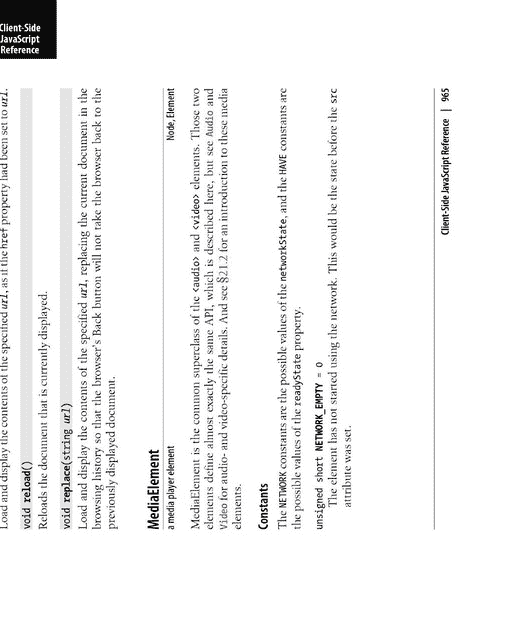 Client-Side
JavaScript
Reference
Load and display the contents of the specified url, as if the href property had been set to url.
void reload()
Reloads the document that is currently displayed.
void replace(string url)
Load and display the contents of the specified url, replacing the current document in the
browsing history so that the browser's Back button will not take the browser back to the
previously displayed document.
MediaElement
a media player element Node, Element
MediaElement is the common superclass of the <audio> and <video> elements. Those two
elements define almost exactly the same API, which is described here, but see Audio and
Video for audio- and video-specific details. And see §21.2 for an introduction to these media
elements.
Constants
The NETWORK constants are the possible values of the networkState, and the HAVE constants are
the possible values of the readyState property.
unsigned short NETWORK_EMPTY = 0
The element has not started using the network. This would be the state before the src
attribute was set.
Client-Side JavaScript Reference | 965